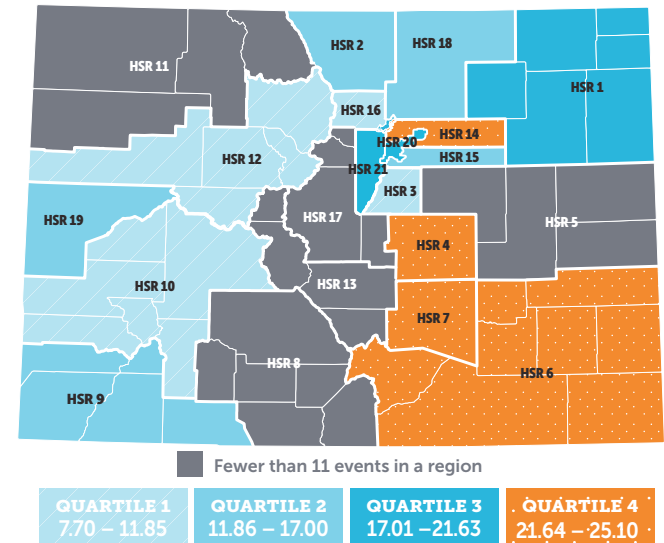 HSR 2
HSR 18
HSR 11
HSR 1
HSR 16
HSR 14
HSR 20
HSR 12
HSR 15
HSR 21
HSR 3
HSR 19
HSR 17
HSR 5
HSR 4
HSR 10
HSR 13
HSR 7
HSR 8
HSR 6
HSR 9
Fewer than 11 events in a region
QUARTILE 1 QUARTILE 2 QUARTILE 3 QUARTILE 4
7.70 – 11.85 11.86 – 17.00 17.01 –21.63 21.64 –25.10